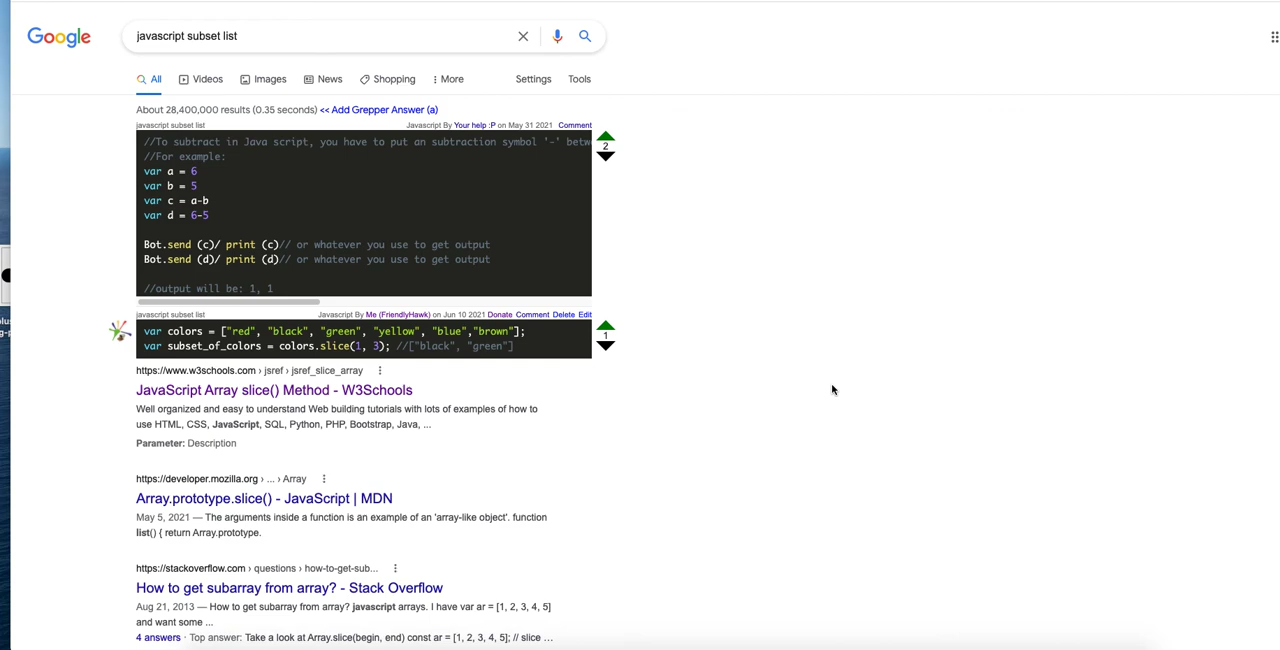 Google
javascript subset list
All Videos Images News Shopping More Settings Tools
About 28,400,000 results (0.35 seconds) << Add Grepper Answer (a)
javascript subset list Javascript By Your help :P on May 31 2021 Comment
//To subtract in Java script, you have to put an subtraction symbol '-' betw
//For example:
var a = 6
var b = 5
var c = a-b
var d = 6-5
Bot.send (c)/ print (c)// or whatever you use to get output
Bot.send (d)/ print (d)// or whatever you use to get output
//output will be: 1, 1
2
javascript subset list Javascript By Me (FriendlyHawk) on Jun 10 2021 Donate Comment Delete Edit
var colors = ["red", "black", "green", "yellow", "blue","brown"];
var subset_of_colors = colors.slice(1, 3); //["black", "green"]
1
https://www.w3schools.com › jsref › jsref_slice_array
JavaScript Array slice() Method - W3Schools
Well organized and easy to understand Web building tutorials with lots of examples of how to
use HTML, CSS, JavaScript, SQL, Python, PHP, Bootstrap, Java, ...
Parameter: Description
https://developer.mozilla.org › ... › Array
Array.prototype.slice() - JavaScript | MDN
May 5, 2021 — The arguments inside a function is an example of an 'array-like object'. function
list() { return Array.prototype.
https://stackoverflow.com › questions › how-to-get-sub...
How to get subarray from array? - Stack Overflow
Aug 21, 2013 — How to get subarray from array? javascript arrays. I have var ar = [1, 2, 3, 4, 5]
and want some ...
4 answers · Top answer: Take a look at Array.slice(begin, end) const ar = [1, 2, 3, 4, 5]; // slice ...